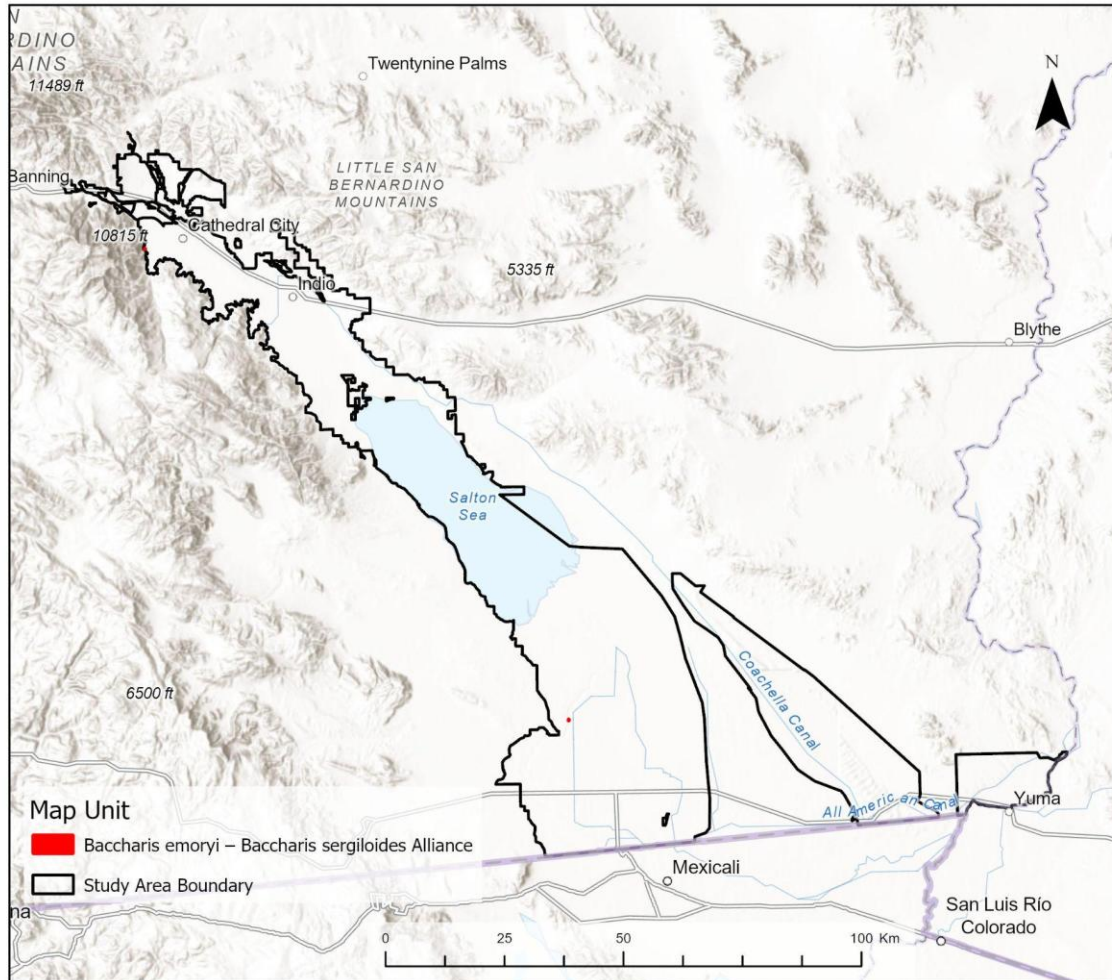 N
RDINO
AINS
11489 ft
Twentynine Palms
N
LITTLE SAN
BERNARDINO
MOUNTAINS
Banning
Cathedral City
10815 ft
5335 ft
Indio
Blythe
Salton
Sea
Coachella Canal
6500 ft
All American Canal
Yuma
Map Unit
Baccharis emoryi – Baccharis sergiloides Alliance
Study Area Boundary
Mexicali
na
San Luis Río
Colorado
0 25 50 100 Km